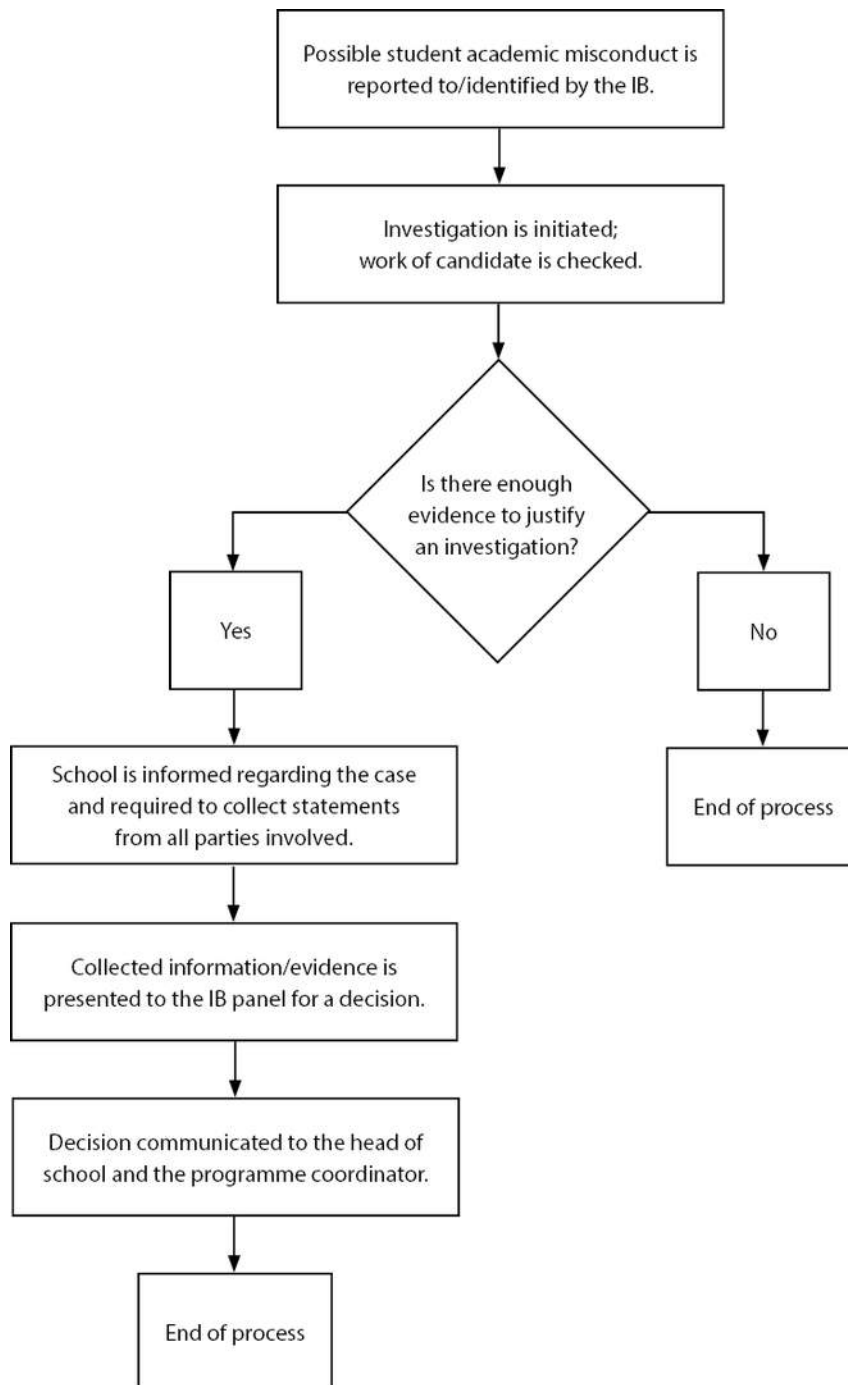 Possible student academic misconduct is
reported to/identified by the IB.
Investigation is initiated;
work of candidate is checked.
Is there enough
evidence to justify
an investigation?
Yes
No
School is informed regarding the case
and required to collect statements
from all parties involved.
End of process
Collected information/evidence is
presented to the IB panel for a decision.
Decision communicated to the head of
school and the programme coordinator.
End of process